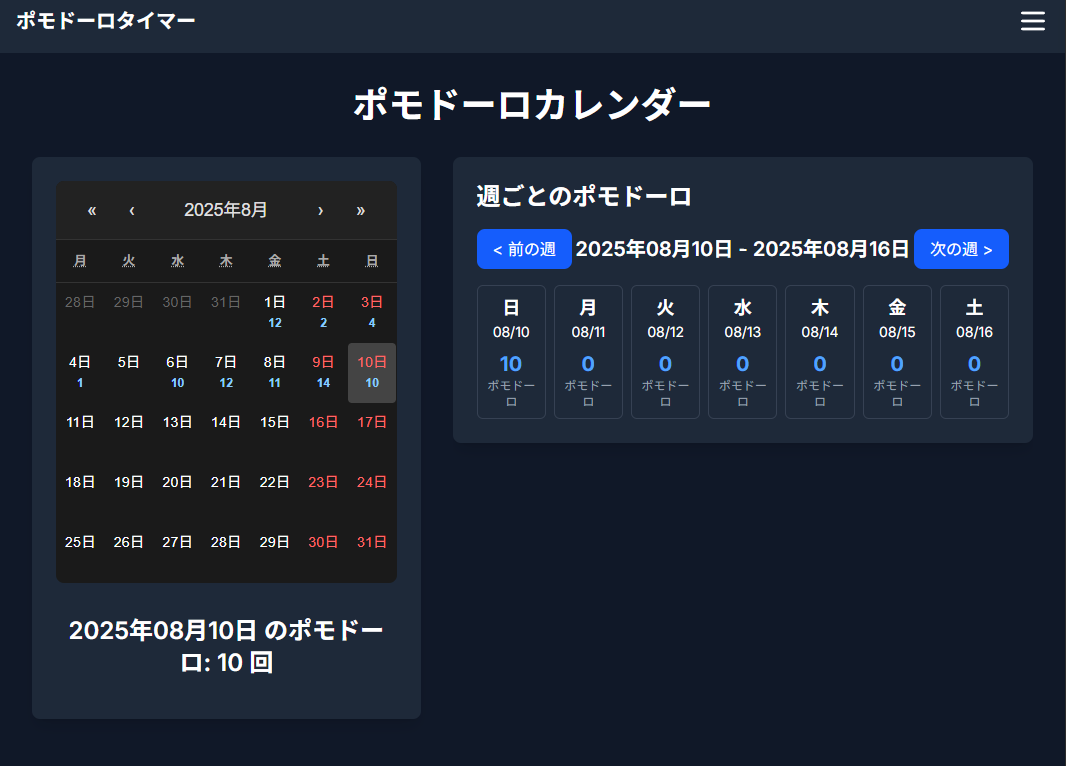 ポモドーロタイマー
ポモドーロカレンダー
« ‹ 2025年8月 › »
月 火 水 木 金 土 日
28日 29日 30日 31日 1日 2日 3日
12 2 4
4日 5日 6日 7日 8日 9日 10日
1 10 12 11 14 10
11日 12日 13日 14日 15日 16日 17日
18日 19日 20日 21日 22日 23日 24日
25日 26日 27日 28日 29日 30日 31日
2025年08月10日 のポモドー
ロ: 10 回
週ごとのポモドーロ
< 前の週 2025年08月10日 - 2025年08月16日 次の週 >
日 月 火 水 木 金 土
08/10 08/11 08/12 08/13 08/14 08/15 08/16
10 0 0 0 0 0 0
ポモドー ポモドー ポモドー ポモドー ポモドー ポモドー ポモドー
ロ ロ ロ ロ ロ ロ ロ